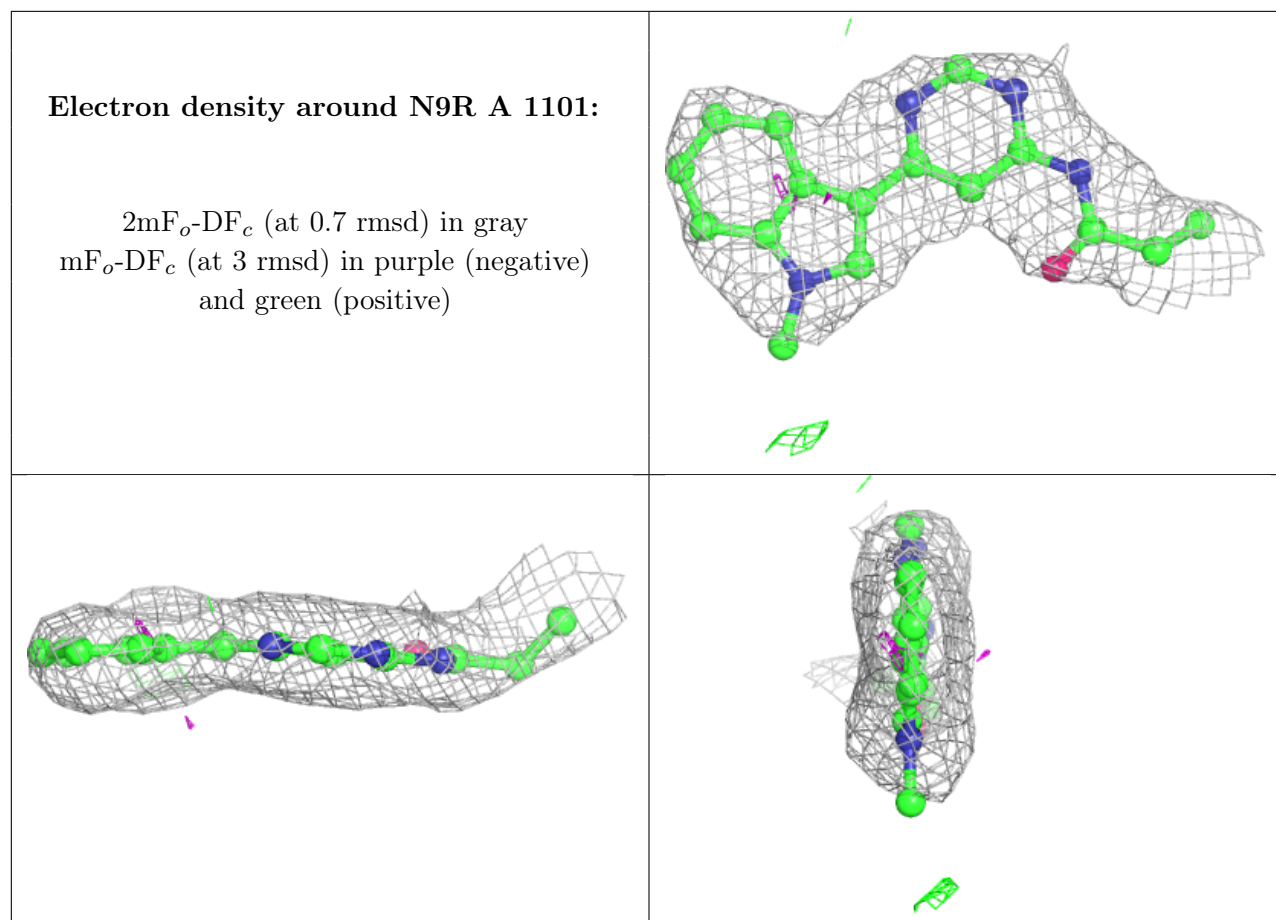 Electron density around N9R A 1101:
2mFo-DFc (at 0.7 rmsd) in gray
mFo-DFc (at 3 rmsd) in purple (negative)
and green (positive)